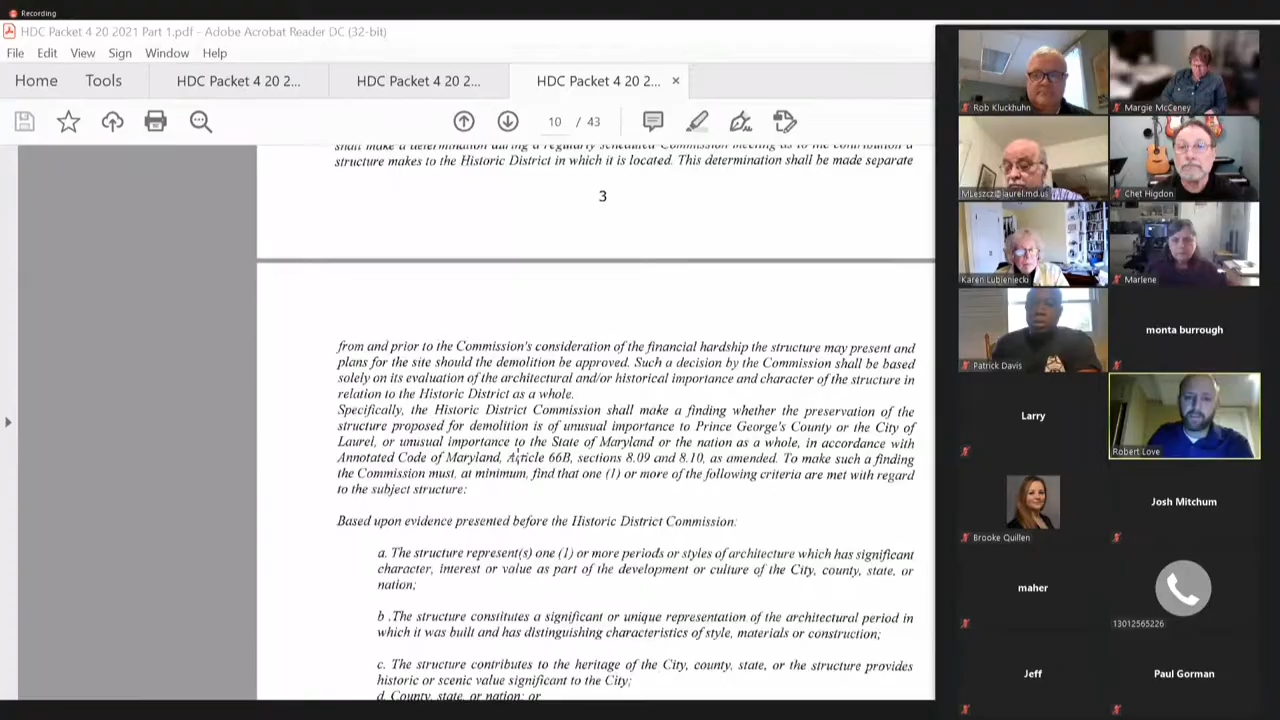 Recording
HDC Packet 4 20 2021 Part 1.pdf - Adobe Acrobat Reader DC (32-bit)
File Edit View Sign Window Help
Home Tools HDC Packet 4 20 2... HDC Packet 4 20 2... HDC Packet 4 20 2... ×
10 / 43
shall make a determination during a regularly scheduled Commission meeting as to the contribution a
structure makes to the Historic District in which it is located. This determination shall be made separate
3
from and prior to the Commission's consideration of the financial hardship the structure may present and
plans for the site should the demolition be approved. Such a decision by the Commission shall be based
solely on its evaluation of the architectural and/or historical importance and character of the structure in
relation to the Historic District as a whole.
Specifically, the Historic District Commission shall make a finding whether the preservation of the
structure proposed for demolition is of unusual importance to Prince George's County or the City of
Laurel, or unusual importance to the State of Maryland or the nation as a whole, in accordance with
Annotated Code of Maryland, Article 66B, sections 8.09 and 8.10, as amended. To make such a finding
the Commission must, at minimum, find that one (1) or more of the following criteria are met with regard
to the subject structure:
Based upon evidence presented before the Historic District Commission:
a. The structure represent(s) one (1) or more periods or styles of architecture which has significant
character, interest or value as part of the development or culture of the City, county, state, or
nation;
b .The structure constitutes a significant or unique representation of the architectural period in
which it was built and has distinguishing characteristics of style, materials or construction;
c. The structure contributes to the heritage of the City, county, state, or the structure provides
historic or scenic value significant to the City;
d. County, state, or nation; or
Rob Kluckhuhn
Margie McCeney
MLeszcz@laurel.md.us
Chet Higdon
Karen Lubieniecki
Marlene
Patrick Davis
monta burrough
Larry
Robert Love
Brooke Quillen
Josh Mitchum
maher
13012565226
Jeff
Paul Gorman